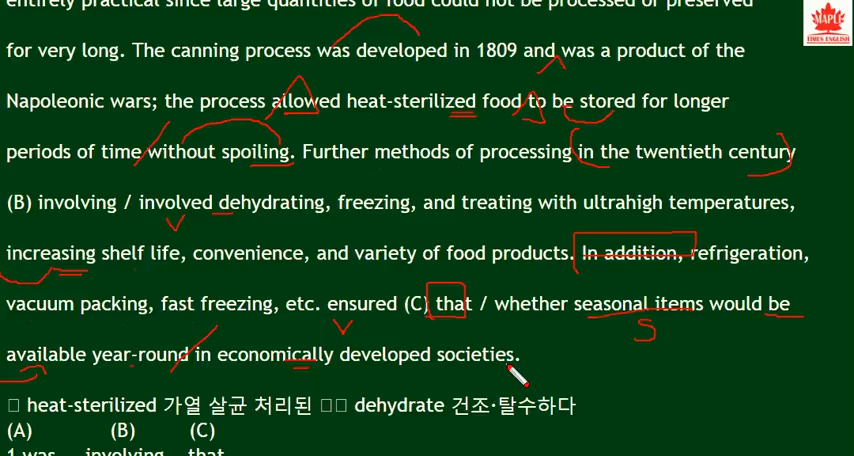 entirely practical since large quantities of food could not be processed or preserved
for very long. The canning process was developed in 1809 and was a product of the
Napoleonic wars; the process allowed heat-sterilized food to be stored for longer
periods of time without spoiling. Further methods of processing in the twentieth century
(B) involving / involved dehydrating, freezing, and treating with ultrahigh temperatures,
increasing shelf life, convenience, and variety of food products. In addition, refrigeration,
vacuum packing, fast freezing, etc. ensured (C) that / whether seasonal items would be
S
available year-round in economically developed societies.
□ heat-sterilized 가열 살균 처리된 □□ dehydrate 건조·탈수하다
(A) (B) (C)
1 was involving that
MAPLE
TIMES ENGLISH